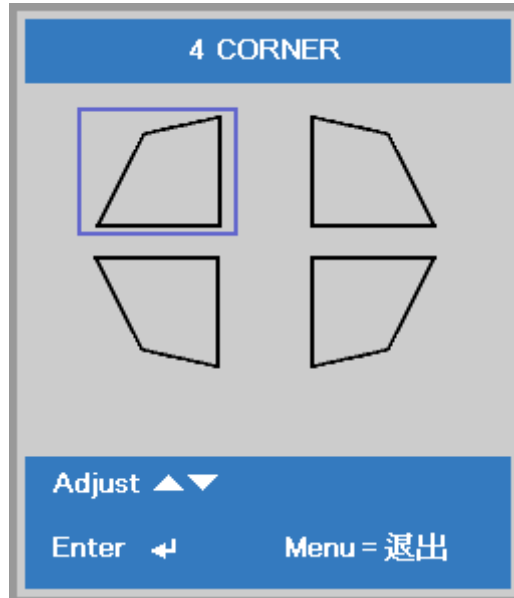 4 CORNER
Adjust ▲▼
Enter ↵ Menu = 退出